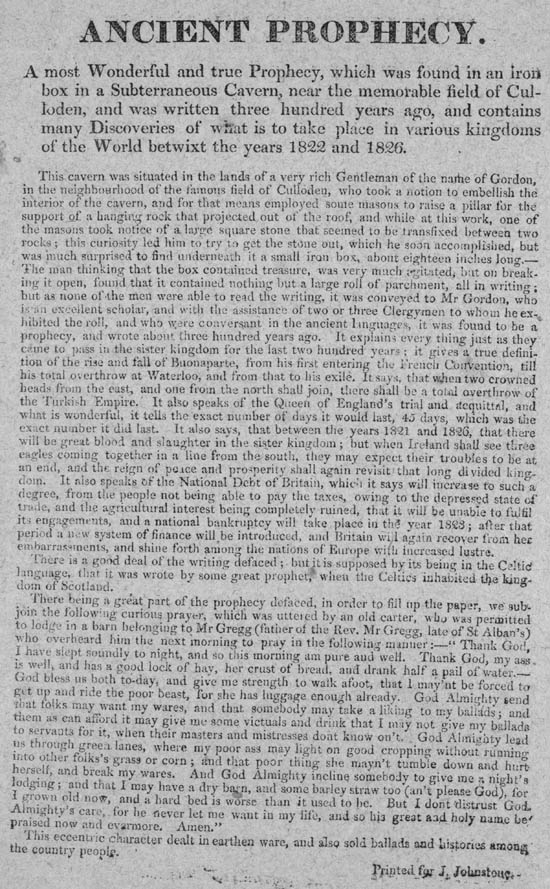 ANCIENT PROPHECY.
A most Wonderful and true Prophecy, which was found in an iron
box in a Subterraneous Cavern, near the memorable field of Cul-
loden, and was written three hundred years ago, and contains
many Discoveries of what is to take place in various kingdoms
of the World betwixt the years 1822 and 1826.
This cavern was situated in the lands of a very rich Gentleman of the name of Gordon,
in the neighbourhood of the famous field of Culloden, who took a notion to embellish the
interior of the cavern, and for that means employed some masons to raise a pillar for the
support of a hanging rock that projected out of the roof, and while at this work, one of
the masons took notice of a large square stone that seemed to be transfixed between two
rocks; this curiosity led him to try to get the stone out, which he soon accomplished, but
was much surprised to find underneath it a small iron box, about eighteen inches long.—
The man thinking that the box contained treasure, was very much agitated, but on break-
ing it open, found that it contained nothing but a large roll of parchment, all in writing;
but as none of the men were able to read the writing, it was conveyed to Mr Gordon, who
is an excellent scholar, and with the assistance of two or three Clergymen to whom he ex-
hibited the roll, and who were conversant in the ancient languages, it was found to be a
prophecy, and wrote about three hundred years ago. It explains every thing just as they
came to pass in the sister kingdom for the last two hundred years; it gives a true defini-
tion of the rise and fall of Buonaparte, from his first entering the French Convention, till
his total overthrow at Waterloo, and from that to his exile. It says, that when two crowned
heads from the east, and one from the north shall join, there shall be a total overthrow of
the Turkish Empire. It also speaks of the Queen of England's trial and acquittal, and
what is wonderful, it tells the exact number of days it would last, 45 days, which was the
exact number it did last. It also says, that between the years 1821 and 1826, that there
will be great blood and slaughter in the sister kingdom; but when Ireland shall see three
eagles coming together in a line from the south, they may expect their troubles to be at
an end, and the reign of peace and prosperity shall again revisit that long divided king-
dom. It also speaks of the National Debt of Britain, which it says will increase to such a
degree, from the people not being able to pay the taxes, owing to the depressed state of
trade, and the agricultural interest being completely ruined, that it will be unable to fulfil
its engagements, and a national bankruptcy will take place in the year 1823; after that
period a new system of finance will be introduced, and Britain will again recover from her
embarrassments, and shine forth among the nations of Europe with increased lustre.
There is a good deal of the writing defaced; but it is supposed by its being in the Celtic
language, that it was wrote by some great prophet, when the Celtics inhabited the king-
dom of Scotland.
There being a great part of the prophecy defaced, in order to fill up the paper, we sub-
join the following curious prayer, which was uttered by an old carter, who was permitted
to lodge in a barn belonging to Mr Gregg (father of the Rev. Mr Gregg, late of St Alban's)
who overheard him the next morning to pray in the following manner:—" Thank God,
I have slept soundly to night, and so this morning am pure and well. Thank God, my ass
is well, and has a good lock of hay, her crust of bread, and drank half a pail of water.—
God bless us both to-day, and give me strength to walk afoot, that I may'nt be forced to
get up and ride the poor beast, for she has luggage enough already. God Almighty send
that folks may want my wares, and that somebody may take a liking to my ballads; and
them as can afford it may give me some victuals and drink that I may not give my ballads
to servants for it, when their masters and mistresses dont know on't. God Almighty lead
us through green lanes, where my poor ass may light on good cropping without running
into other folks's grass or corn; and that poor thing she mayn't tumble down and hurt
herself, and break my wares. And God Almighty incline somebody to give me a night's
lodging; and that I may have a dry barn, and some barley straw too (an't please God), for
I grown old now, and a hard bed is worse than it used to be. But I dont distrust God
Almighty's care, for he never let me want in my life, and so his great and holy name be
praised now and evermore. Amen."
This eccentric character dealt in earthen ware, and also sold ballads and histories among
the country people.
Printed for J. Johnstone.